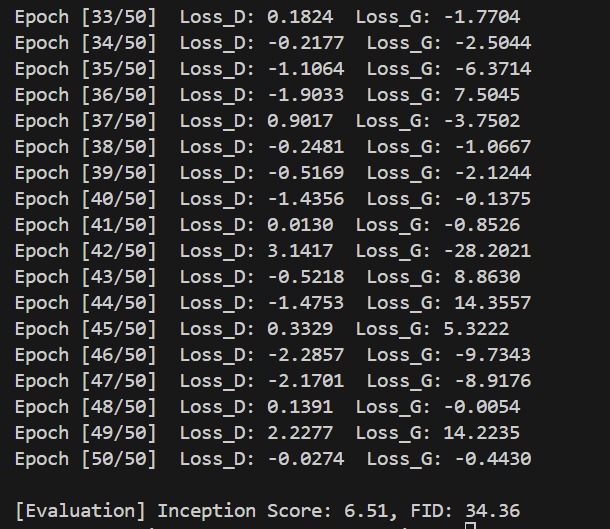 Epoch [33/50]  Loss_D: 0.1824  Loss_G: -1.7704
Epoch [34/50]  Loss_D: -0.2177  Loss_G: -2.5044
Epoch [35/50]  Loss_D: -1.1064  Loss_G: -6.3714
Epoch [36/50]  Loss_D: -1.9033  Loss_G: 7.5045
Epoch [37/50]  Loss_D: 0.9017  Loss_G: -3.7502
Epoch [38/50]  Loss_D: -0.2481  Loss_G: -1.0667
Epoch [39/50]  Loss_D: -0.5169  Loss_G: -2.1244
Epoch [40/50]  Loss_D: -1.4356  Loss_G: -0.1375
Epoch [41/50]  Loss_D: 0.0130  Loss_G: -0.8526
Epoch [42/50]  Loss_D: 3.1417  Loss_G: -28.2021
Epoch [43/50]  Loss_D: -0.5218  Loss_G: 8.8630
Epoch [44/50]  Loss_D: -1.4753  Loss_G: 14.3557
Epoch [45/50]  Loss_D: 0.3329  Loss_G: 5.3222
Epoch [46/50]  Loss_D: -2.2857  Loss_G: -9.7343
Epoch [47/50]  Loss_D: -2.1701  Loss_G: -8.9176
Epoch [48/50]  Loss_D: 0.1391  Loss_G: -0.0054
Epoch [49/50]  Loss_D: 2.2277  Loss_G: 14.2235
Epoch [50/50]  Loss_D: -0.0274  Loss_G: -0.4430
[Evaluation] Inception Score: 6.51, FID: 34.36